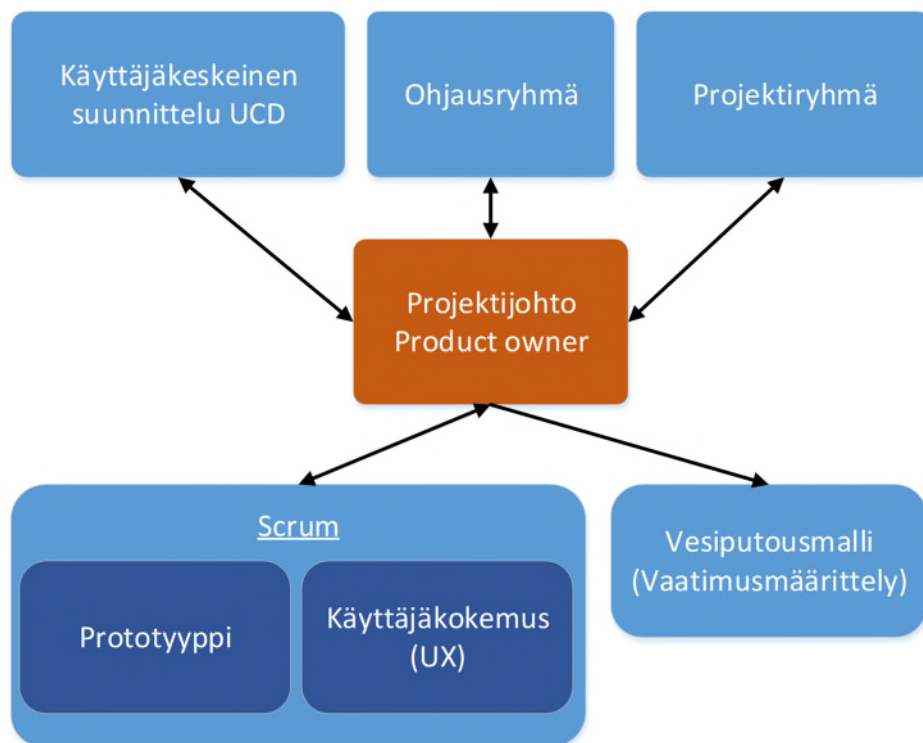 Käyttäjäkeskeinen
suunnittelu UCD
Ohjausryhmä
Projektiryhmä
Projektijohto
Product owner
Scrum
Prototyyppi
Käyttäjäkokemus
(UX)
Vesiputousmalli
(Vaatimusmäärittely)